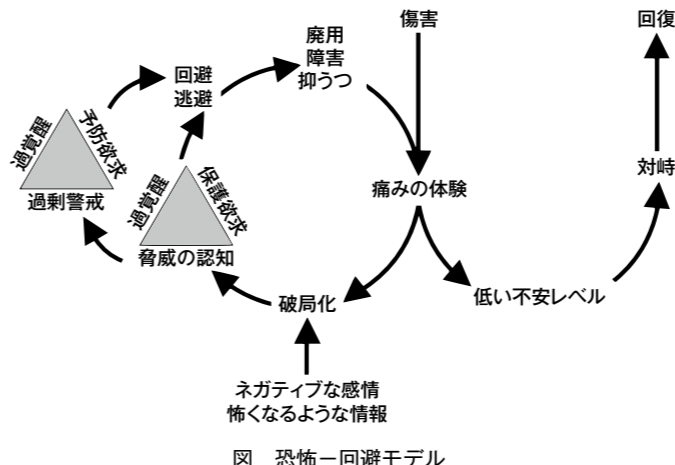 廃用
障害
抑うつ
傷害
回復
回避
逃避
過覚醒
予防欲求
過剰警戒
過覚醒
保護欲求
脅威の認知
痛みの体験
対峙
破局化
低い不安レベル
ネガティブな感情
怖くなるような情報
図 恐怖－回避モデル